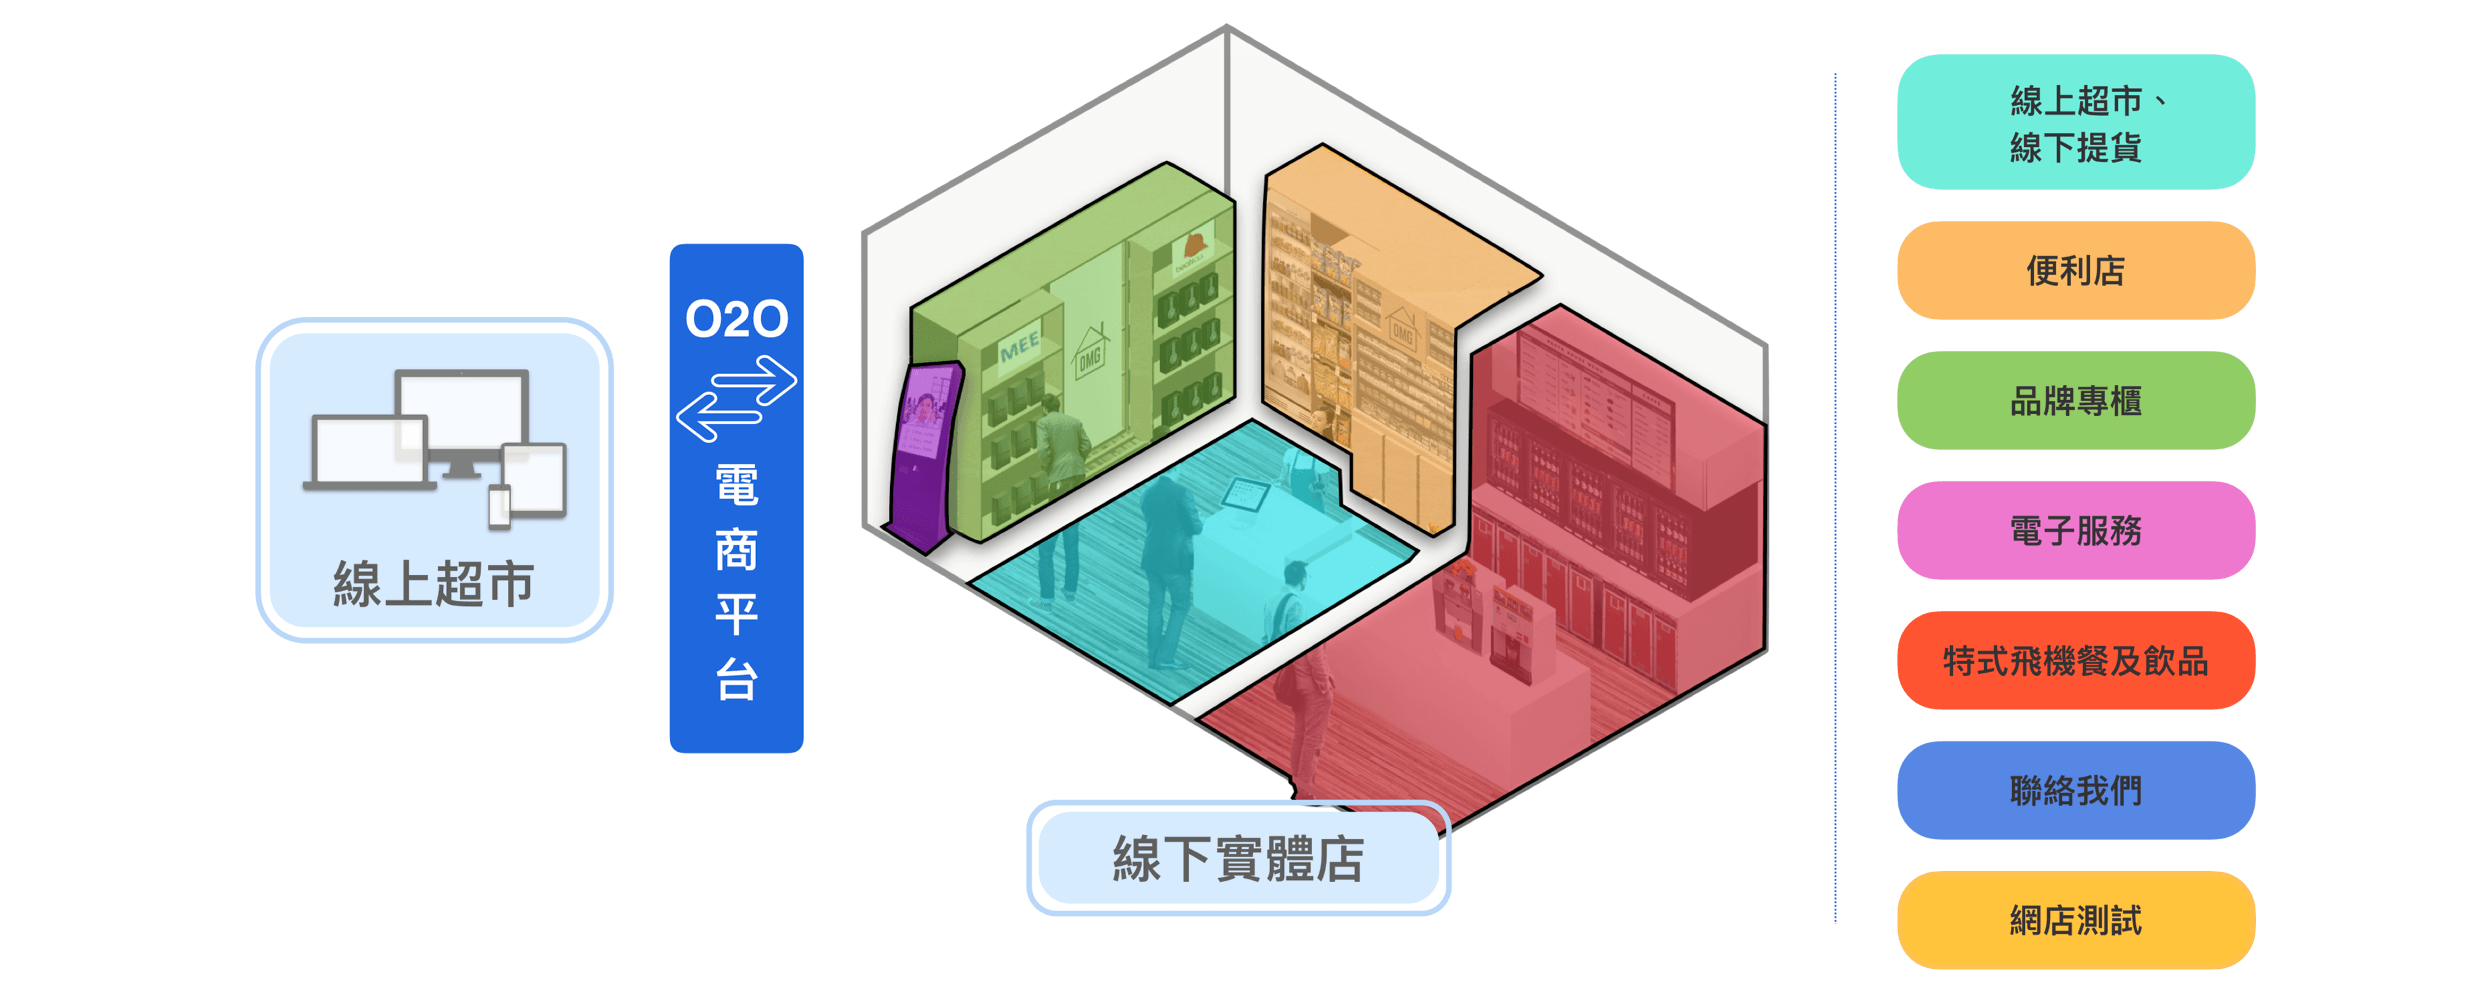 線上超市
O2O
電
商
平
台
MEE
OMG
OMG
線下實體店
線上超市、
線下提貨
便利店
品牌專櫃
電子服務
特式飛機餐及飲品
聯絡我們
網店測試